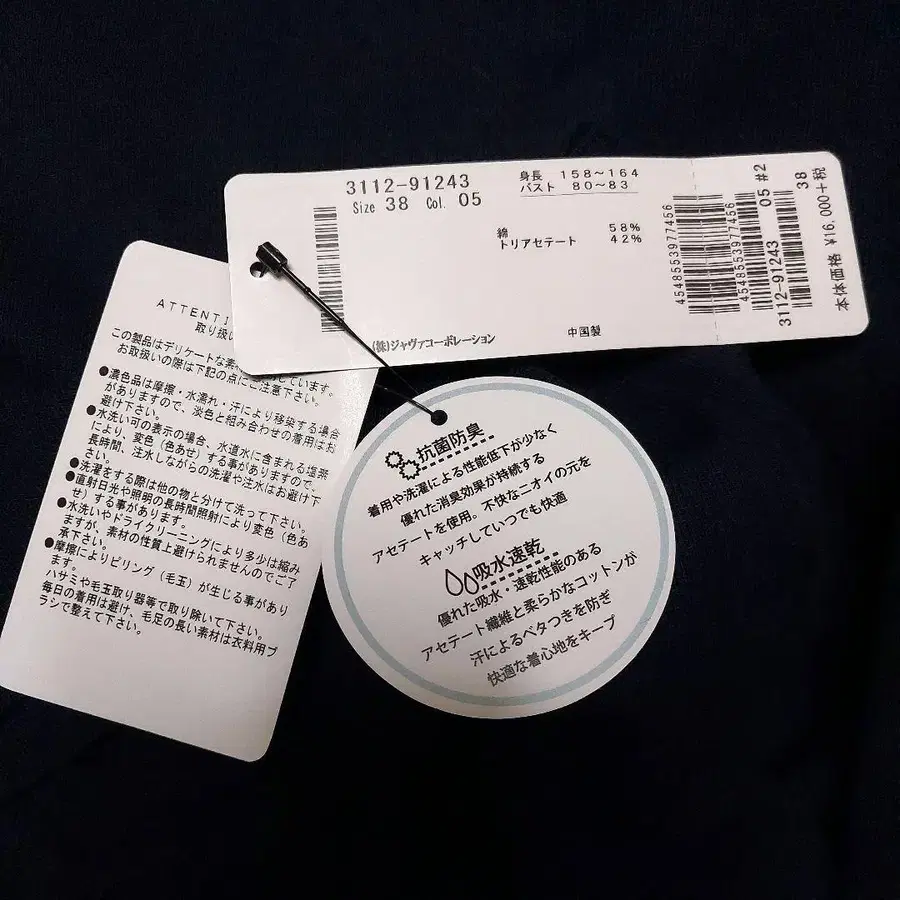 3112-91243
Size 38 Col. 05
身長 158~164
バスト 80~83
綿 58%
トリアセテート 42%
(株)ジャヴァコーポレーション
中国製
4548553977456
4548553977456
3112-91243
05 #2
38
本体価格 ¥16,000+税
ATTENTI
取り扱い
この製品はデリケートな素 しています。
お取扱いの際は下記の点にご注意下さい。
●濃色品は摩擦・水濡れ・汗により移染する場合
がありますので、淡色と組み合わせの着用はお
避け下さい。
●水洗い可の表示の場合、水道水に含まれる塩素
により、変色(色あせ)する事がありますので、
長時間、注水しながらの洗濯や注水はお避け下
さい。
●洗濯をする際は他の物と分けて洗って下さい。
●直射日光や照明の長時間照射により変色(色あ
せ)する事があります。
●水洗いやドライクリーニングにより多少は縮み
ますが、素材の性質上避けられませんのでご了
承下さい。
●摩擦によりピリング(毛玉)が生じる事があり
ます。
ハサミや毛玉取り器等で取り除いて下さい。
毎日の着用は避け、毛足の長い素材は衣料用ブ
ラシで整えて下さい。
抗菌防臭
着用や洗濯による性能低下が少なく
優れた消臭効果が持続する
アセテートを使用。不快なニオイの元を
キャッチしていつでも快適
吸水速乾
優れた吸水・速乾性能のある
アセテート繊維と柔らかなコットンが
汗によるベタつきを防ぎ
快適な着心地をキープ